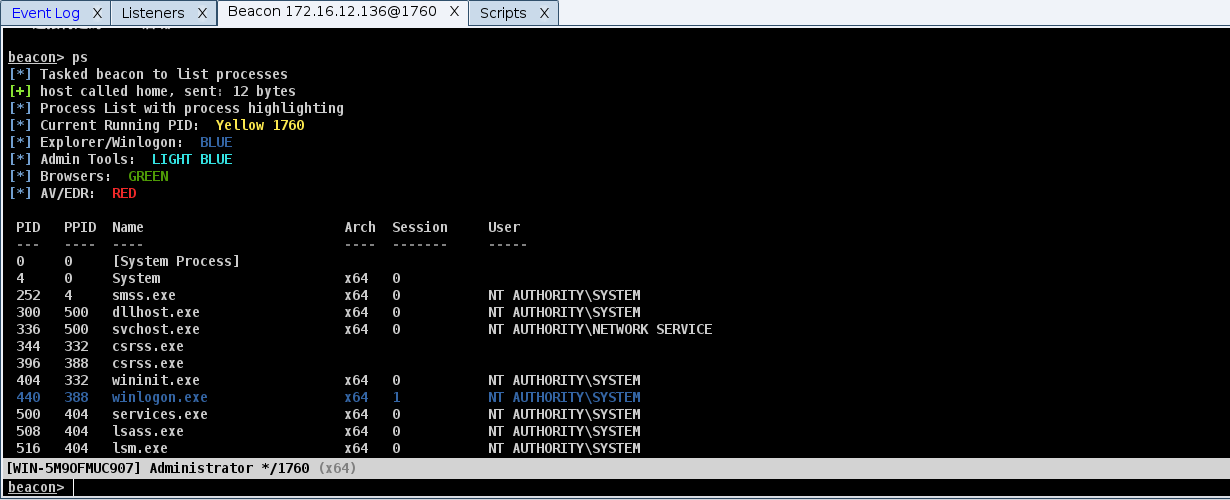 Event Log X Listeners X Beacon 172.16.12.136@1760 X Scripts X
beacon> ps
[*] Tasked beacon to list processes
[+] host called home, sent: 12 bytes
[*] Process List with process highlighting
[*] Current Running PID: Yellow 1760
[*] Explorer/Winlogon: BLUE
[*] Admin Tools: LIGHT BLUE
[*] Browsers: GREEN
[*] AV/EDR: RED
PID PPID Name Arch Session User
--- ---- ---- ---- ------- -----
0 0 [System Process]
4 0 System x64 0
252 4 smss.exe x64 0 NT AUTHORITY\SYSTEM
300 500 dllhost.exe x64 0 NT AUTHORITY\SYSTEM
336 500 svchost.exe x64 0 NT AUTHORITY\NETWORK SERVICE
344 332 csrss.exe
396 388 csrss.exe
404 332 wininit.exe x64 0 NT AUTHORITY\SYSTEM
440 388 winlogon.exe x64 1 NT AUTHORITY\SYSTEM
500 404 services.exe x64 0 NT AUTHORITY\SYSTEM
508 404 lsass.exe x64 0 NT AUTHORITY\SYSTEM
516 404 lsm.exe x64 0 NT AUTHORITY\SYSTEM
[WIN-5M9OFMUC907] Administrator */1760 (x64)
beacon>